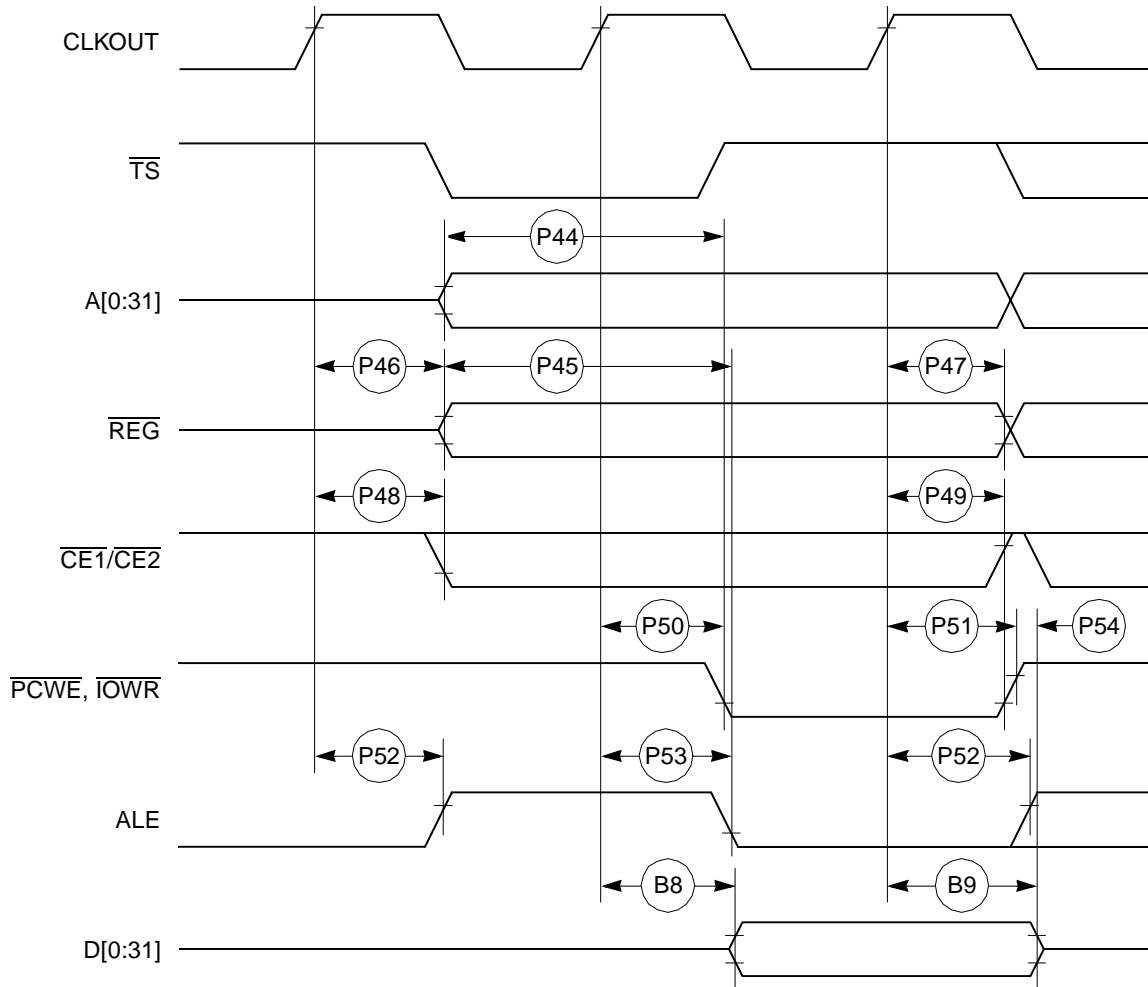 CLKOUT
TS
P44
A[0:31]
P46 P45 P47
REG
P48 P49
CE1/CE2
P50 P51 P54
PCWE, IOWR
P52 P53 P52
ALE
B8 B9
D[0:31]